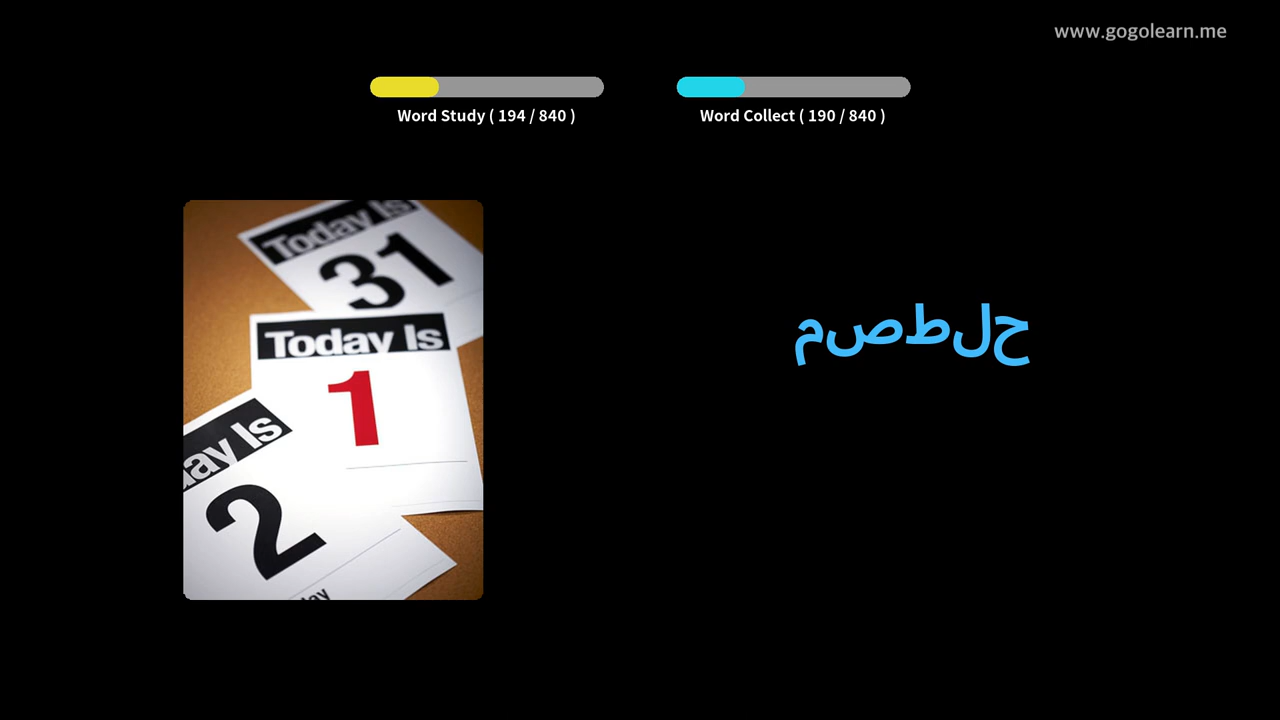 www.gogolearn.me
Word Study ( 194 / 840 )
Word Collect ( 190 / 840 )
Today Is
31
Today Is
1
ay Is
2
مصطلح